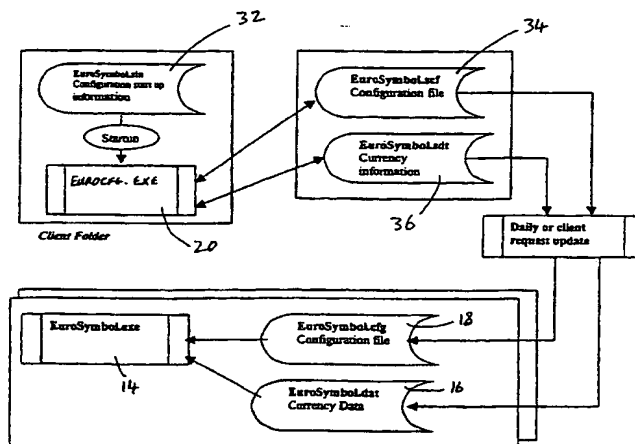 32
EuroSymbol.stn
Configuration start up
information
Startup
EUROCFG.EXE
20
Client Folder
34
EuroSymbol.scf
Configuration file
EuroSymbol.sdt
Currency
information
36
Daily or client
request update
EuroSymbol.exe
14
EuroSymbol.cfg
Configuration file
18
EuroSymbol.dat
Currency Data
16